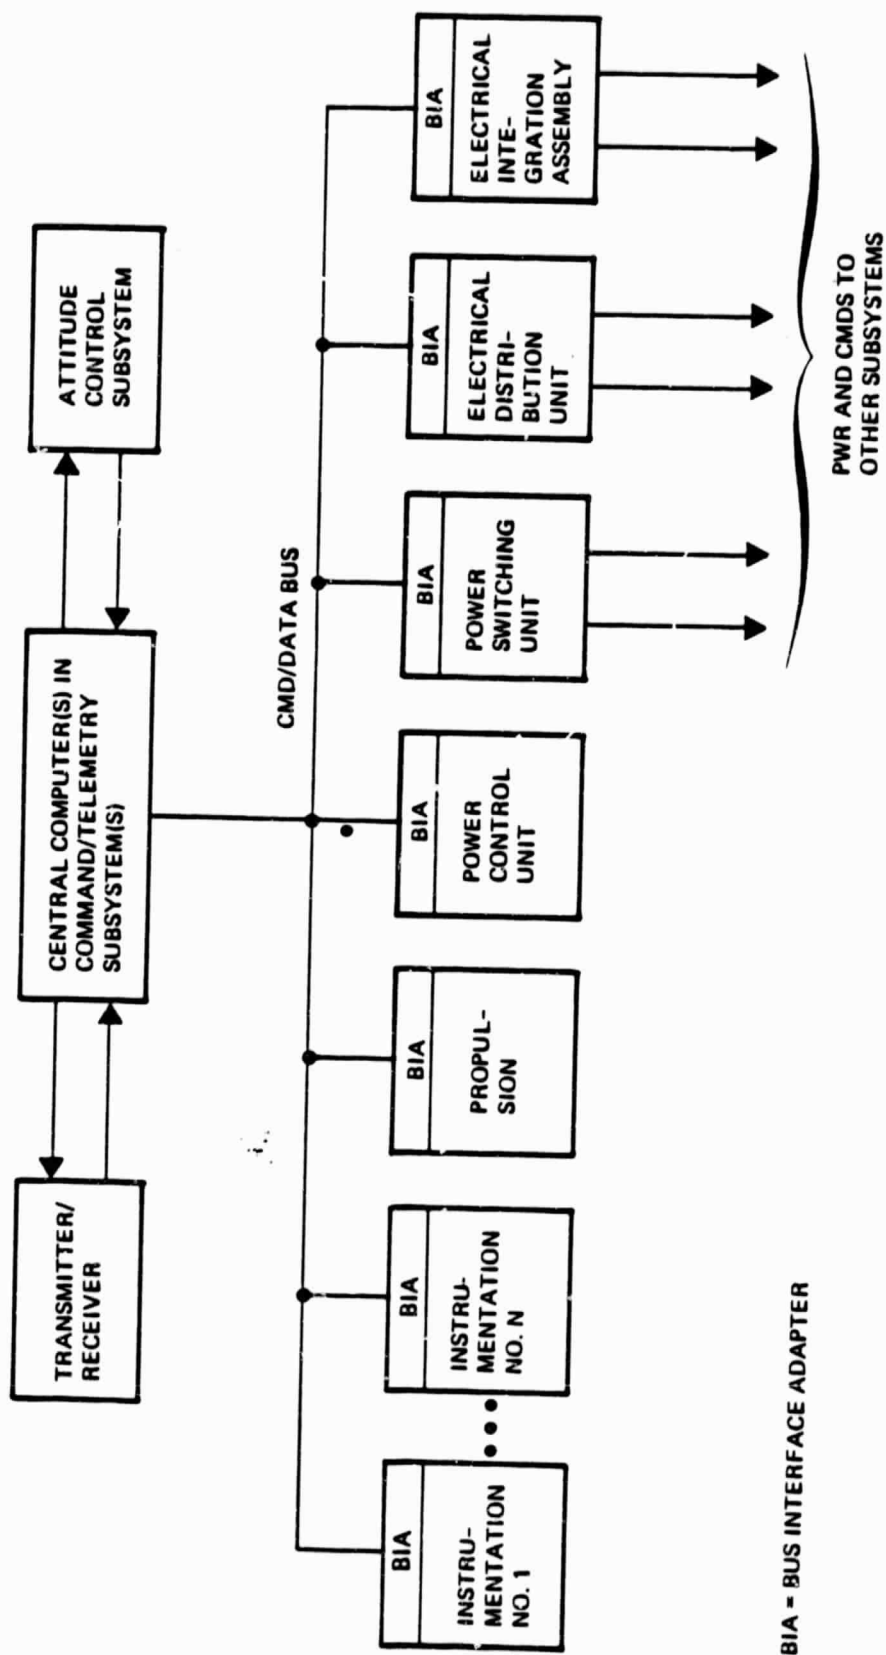 TRANSMITTER/
RECEIVER
CENTRAL COMPUTER(S) IN
COMMAND/TELEMETRY
SUBSYSTEM(S)
ATTITUDE
CONTROL
SUBSYSTEM
CMD/DATA BUS
BIA
INSTRU-
MENTATION
NO. 1
BIA
INSTRU-
MENTATION
NO. N
BIA
PROPUL-
SION
BIA
POWER
CONTROL
UNIT
BIA
POWER
SWITCHING
UNIT
BIA
ELECTRICAL
DISTRI-
BUTION
UNIT
BIA
ELECTRICAL
INTE-
GRATION
ASSEMBLY
PWR AND CMDS TO
OTHER SUBSYSTEMS
BIA = BUS INTERFACE ADAPTER